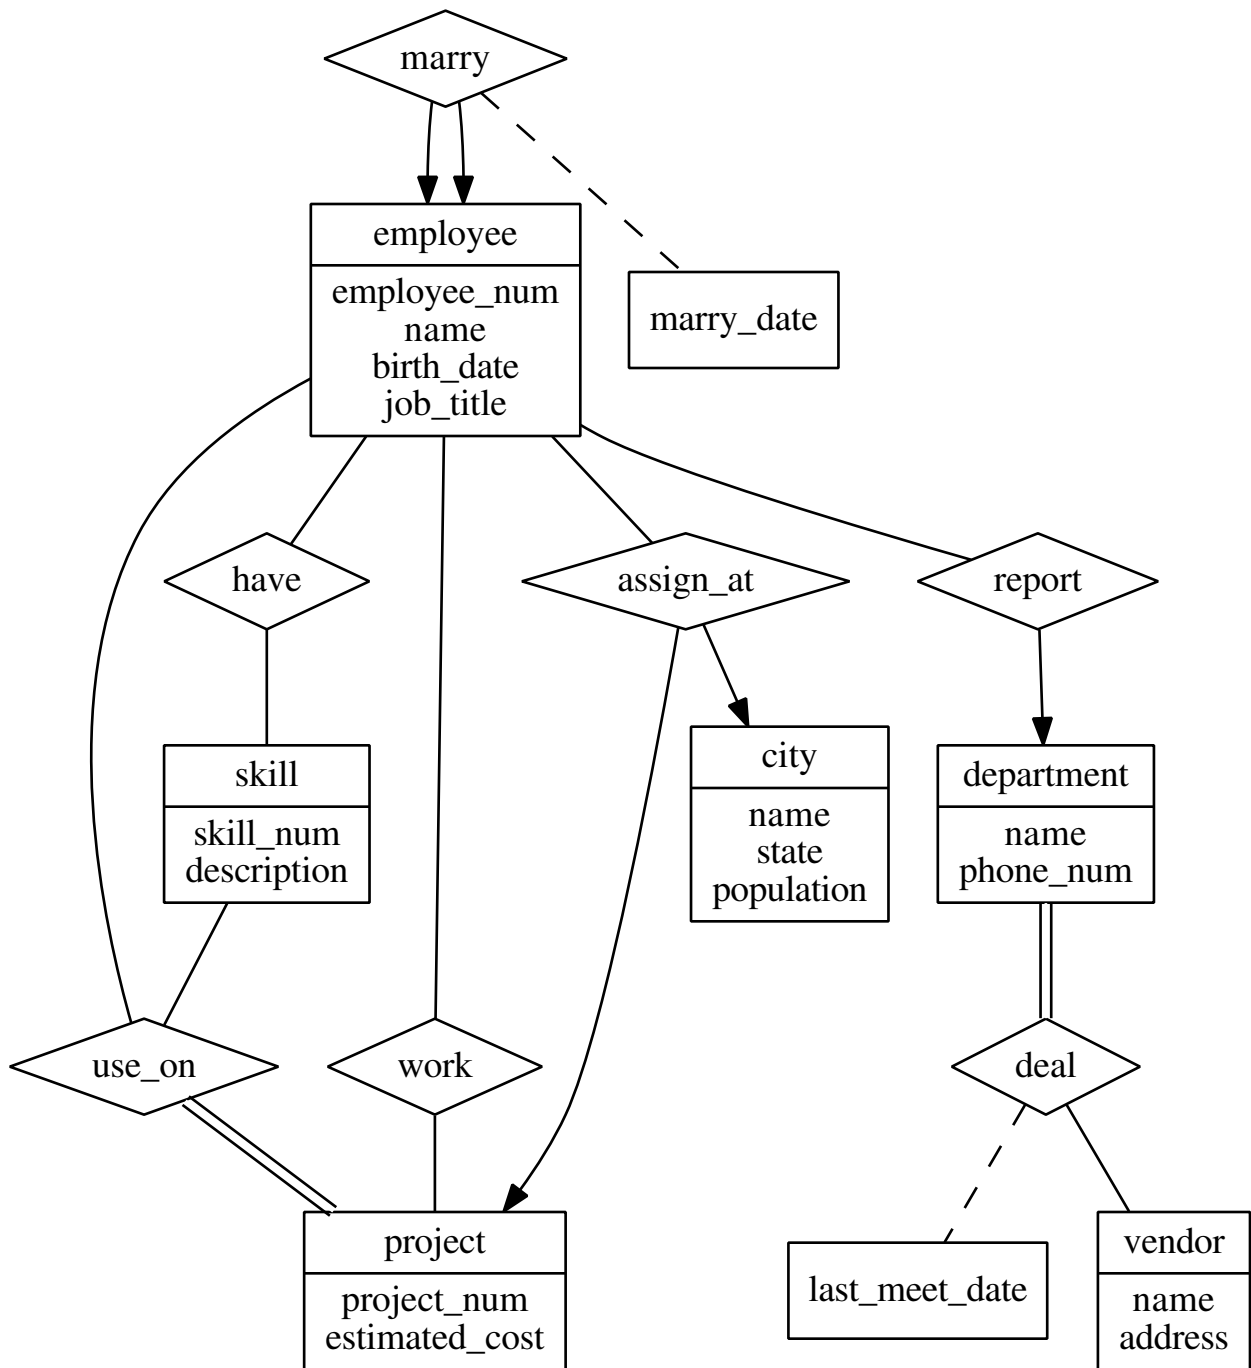 marry
employee
employee_num
name
birth_date
job_title
marry_date
have
assign_at
report
skill
skill_num
description
city
name
state
population
department
name
phone_num
use_on
work
deal
project
project_num
estimated_cost
last_meet_date
vendor
name
address